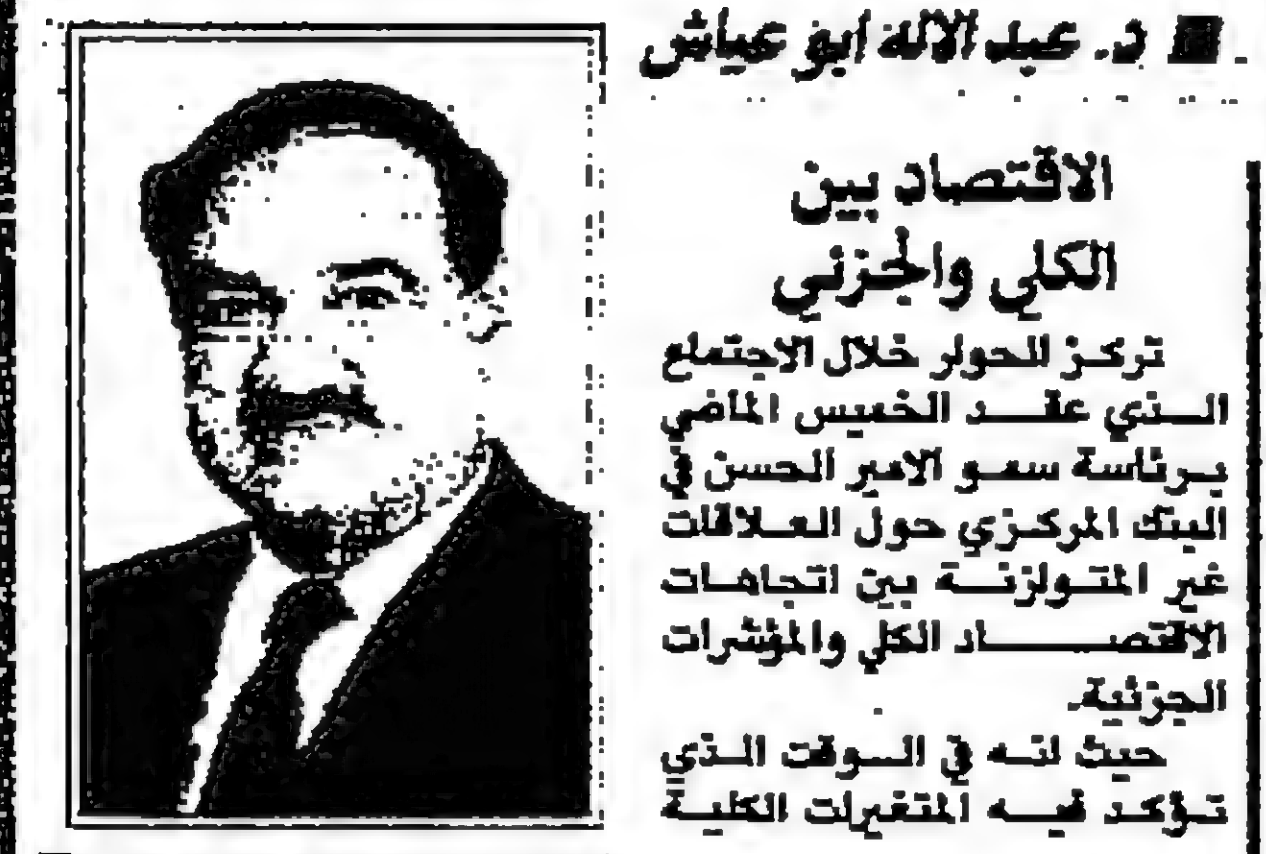 د. عبد الاله ابو عياش
الاقتصاد بين
الكلي والجزئي
تركز الحوار خلال الاجتماع
الذي عقد الخميس الماضي
برئاسة سمو الامير الحسن في
البنك المركزي حول العلاقات
غير المتوازنة بين اتجاهات
الاقتصاد الكلي والمؤشرات
الجزئية.
حيث انه في الوقت الذي
تؤكد فيه المتغيرات الكلية